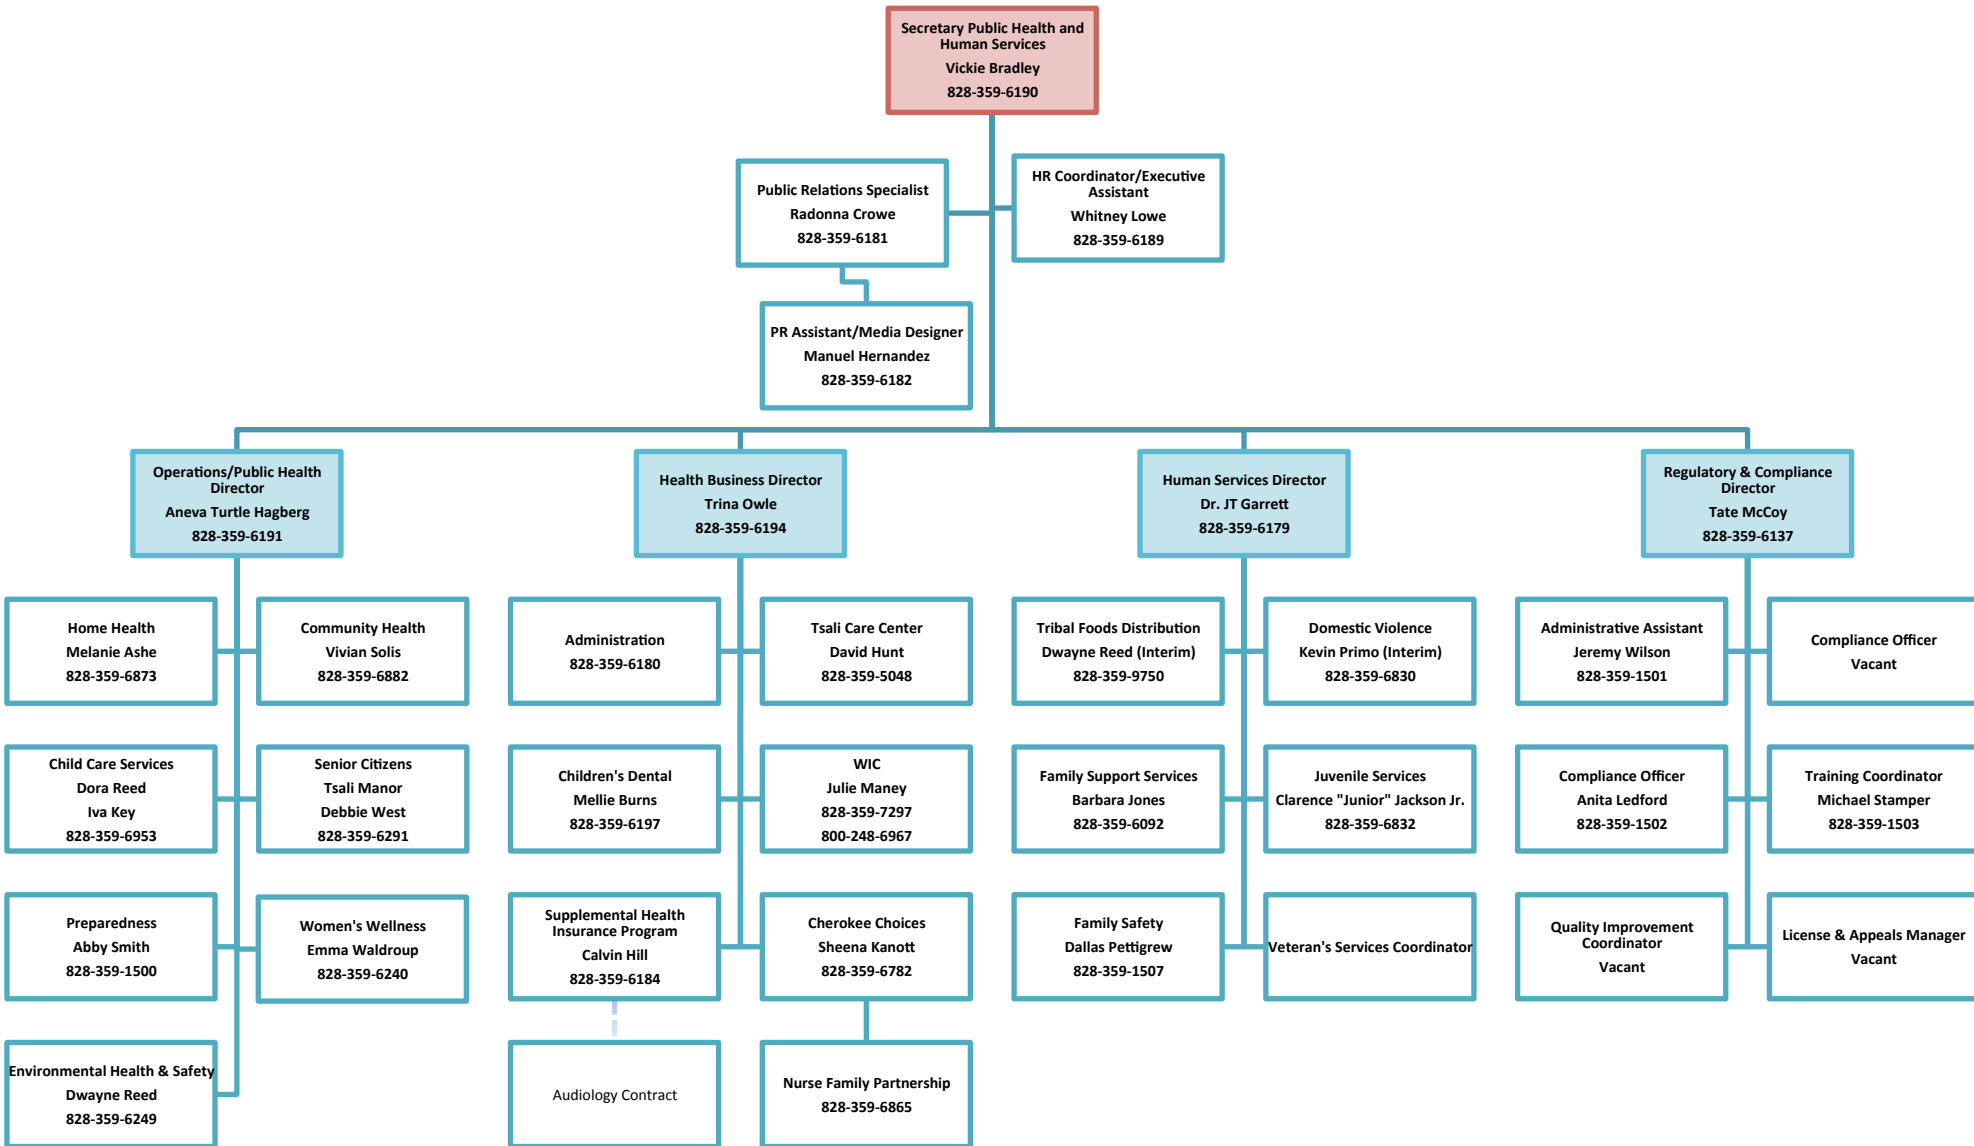 Secretary Public Health and
Human Services
Vickie Bradley
828-359-6190
Public Relations Specialist
Radonna Crowe
828-359-6181
HR Coordinator/Executive
Assistant
Whitney Lowe
828-359-6189
PR Assistant/Media Designer
Manuel Hernandez
828-359-6182
Operations/Public Health
Director
Aneva Turtle Hagberg
828-359-6191
Health Business Director
Trina Owle
828-359-6194
Human Services Director
Dr. JT Garrett
828-359-6179
Regulatory & Compliance
Director
Tate McCoy
828-359-6137
Home Health
Melanie Ashe
828-359-6873
Community Health
Vivian Solis
828-359-6882
Administration
828-359-6180
Tsali Care Center
David Hunt
828-359-5048
Tribal Foods Distribution
Dwayne Reed (Interim)
828-359-9750
Domestic Violence
Kevin Primo (Interim)
828-359-6830
Administrative Assistant
Jeremy Wilson
828-359-1501
Compliance Officer
Vacant
Child Care Services
Dora Reed
Iva Key
828-359-6953
Senior Citizens
Tsali Manor
Debbie West
828-359-6291
Children's Dental
Mellie Burns
828-359-6197
WIC
Julie Maney
828-359-7297
800-248-6967
Family Support Services
Barbara Jones
828-359-6092
Juvenile Services
Clarence "Junior" Jackson Jr.
828-359-6832
Compliance Officer
Anita Ledford
828-359-1502
Training Coordinator
Michael Stamper
828-359-1503
Preparedness
Abby Smith
828-359-1500
Women's Wellness
Emma Waldroup
828-359-6240
Supplemental Health
Insurance Program
Calvin Hill
828-359-6184
Cherokee Choices
Sheena Kanott
828-359-6782
Family Safety
Dallas Pettigrew
828-359-1507
Veteran's Services Coordinator
Quality Improvement
Coordinator
Vacant
License & Appeals Manager
Vacant
Environmental Health & Safety
Dwayne Reed
828-359-6249
Audiology Contract
Nurse Family Partnership
828-359-6865